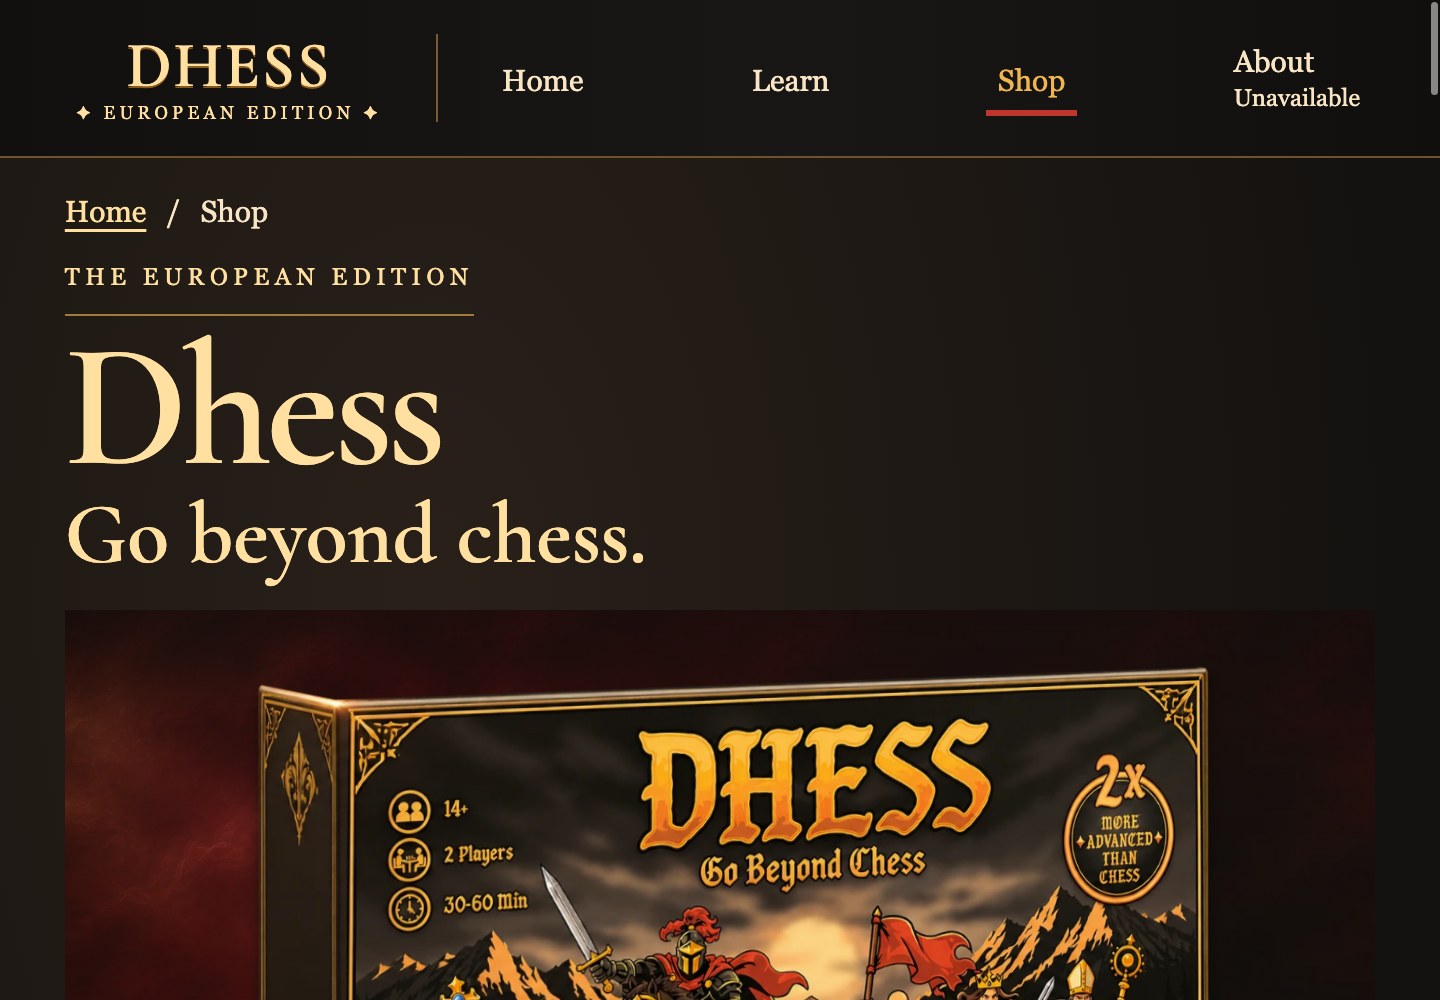 DHESS
✦ EUROPEAN EDITION ✦
Home
Learn
Shop
About
Unavailable
Home / Shop
THE EUROPEAN EDITION
Dhess
Go beyond chess.
DHESS
Go Beyond Chess
14+
2 Players
30-60 Min
2x
MORE
ADVANCED
THAN
CHESS